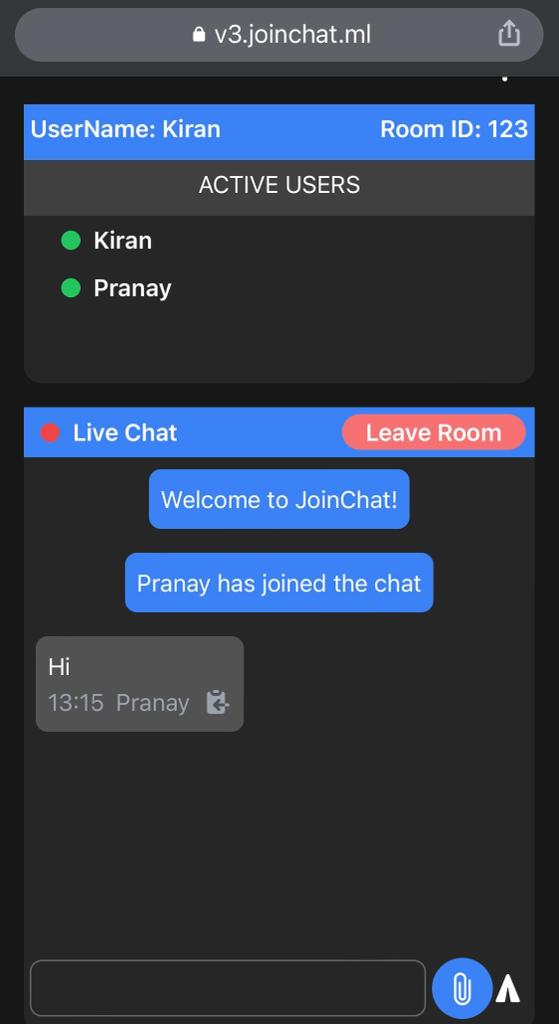 v3.joinchat.ml
UserName: Kiran Room ID: 123
ACTIVE USERS
Kiran
Pranay
Live Chat Leave Room
Welcome to JoinChat!
Pranay has joined the chat
Hi
13:15 Pranay